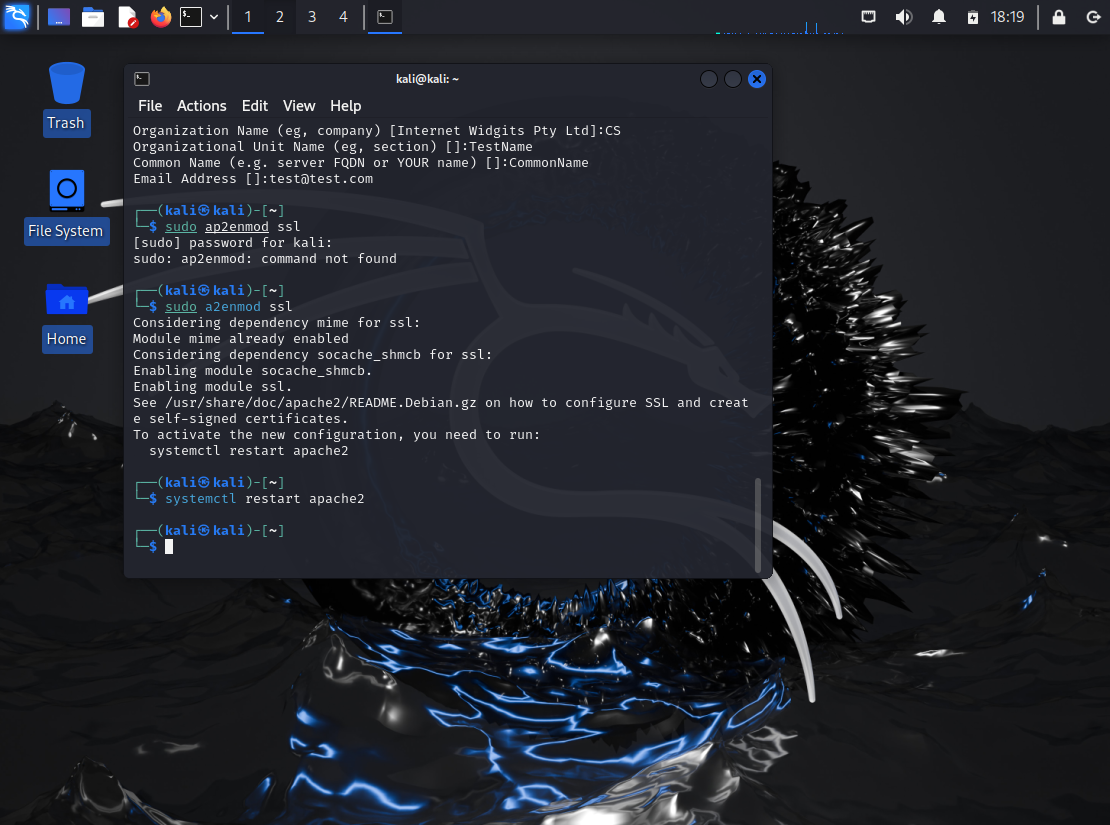 1 2 3 4 18:19
Trash
File System
Home
kali@kali: ~
File Actions Edit View Help
Organization Name (eg, company) [Internet Widgits Pty Ltd]:CS
Organizational Unit Name (eg, section) []:TestName
Common Name (e.g. server FQDN or YOUR name) []:CommonName
Email Address []:test@test.com
┌──(kali㉿kali)-[~]
└─$ sudo ap2enmod ssl
[sudo] password for kali:
sudo: ap2enmod: command not found
┌──(kali㉿kali)-[~]
└─$ sudo a2enmod ssl
Considering dependency mime for ssl:
Module mime already enabled
Considering dependency socache_shmcb for ssl:
Enabling module socache_shmcb.
Enabling module ssl.
See /usr/share/doc/apache2/README.Debian.gz on how to configure SSL and creat
e self-signed certificates.
To activate the new configuration, you need to run:
  systemctl restart apache2
┌──(kali㉿kali)-[~]
└─$ systemctl restart apache2
┌──(kali㉿kali)-[~]
└─$